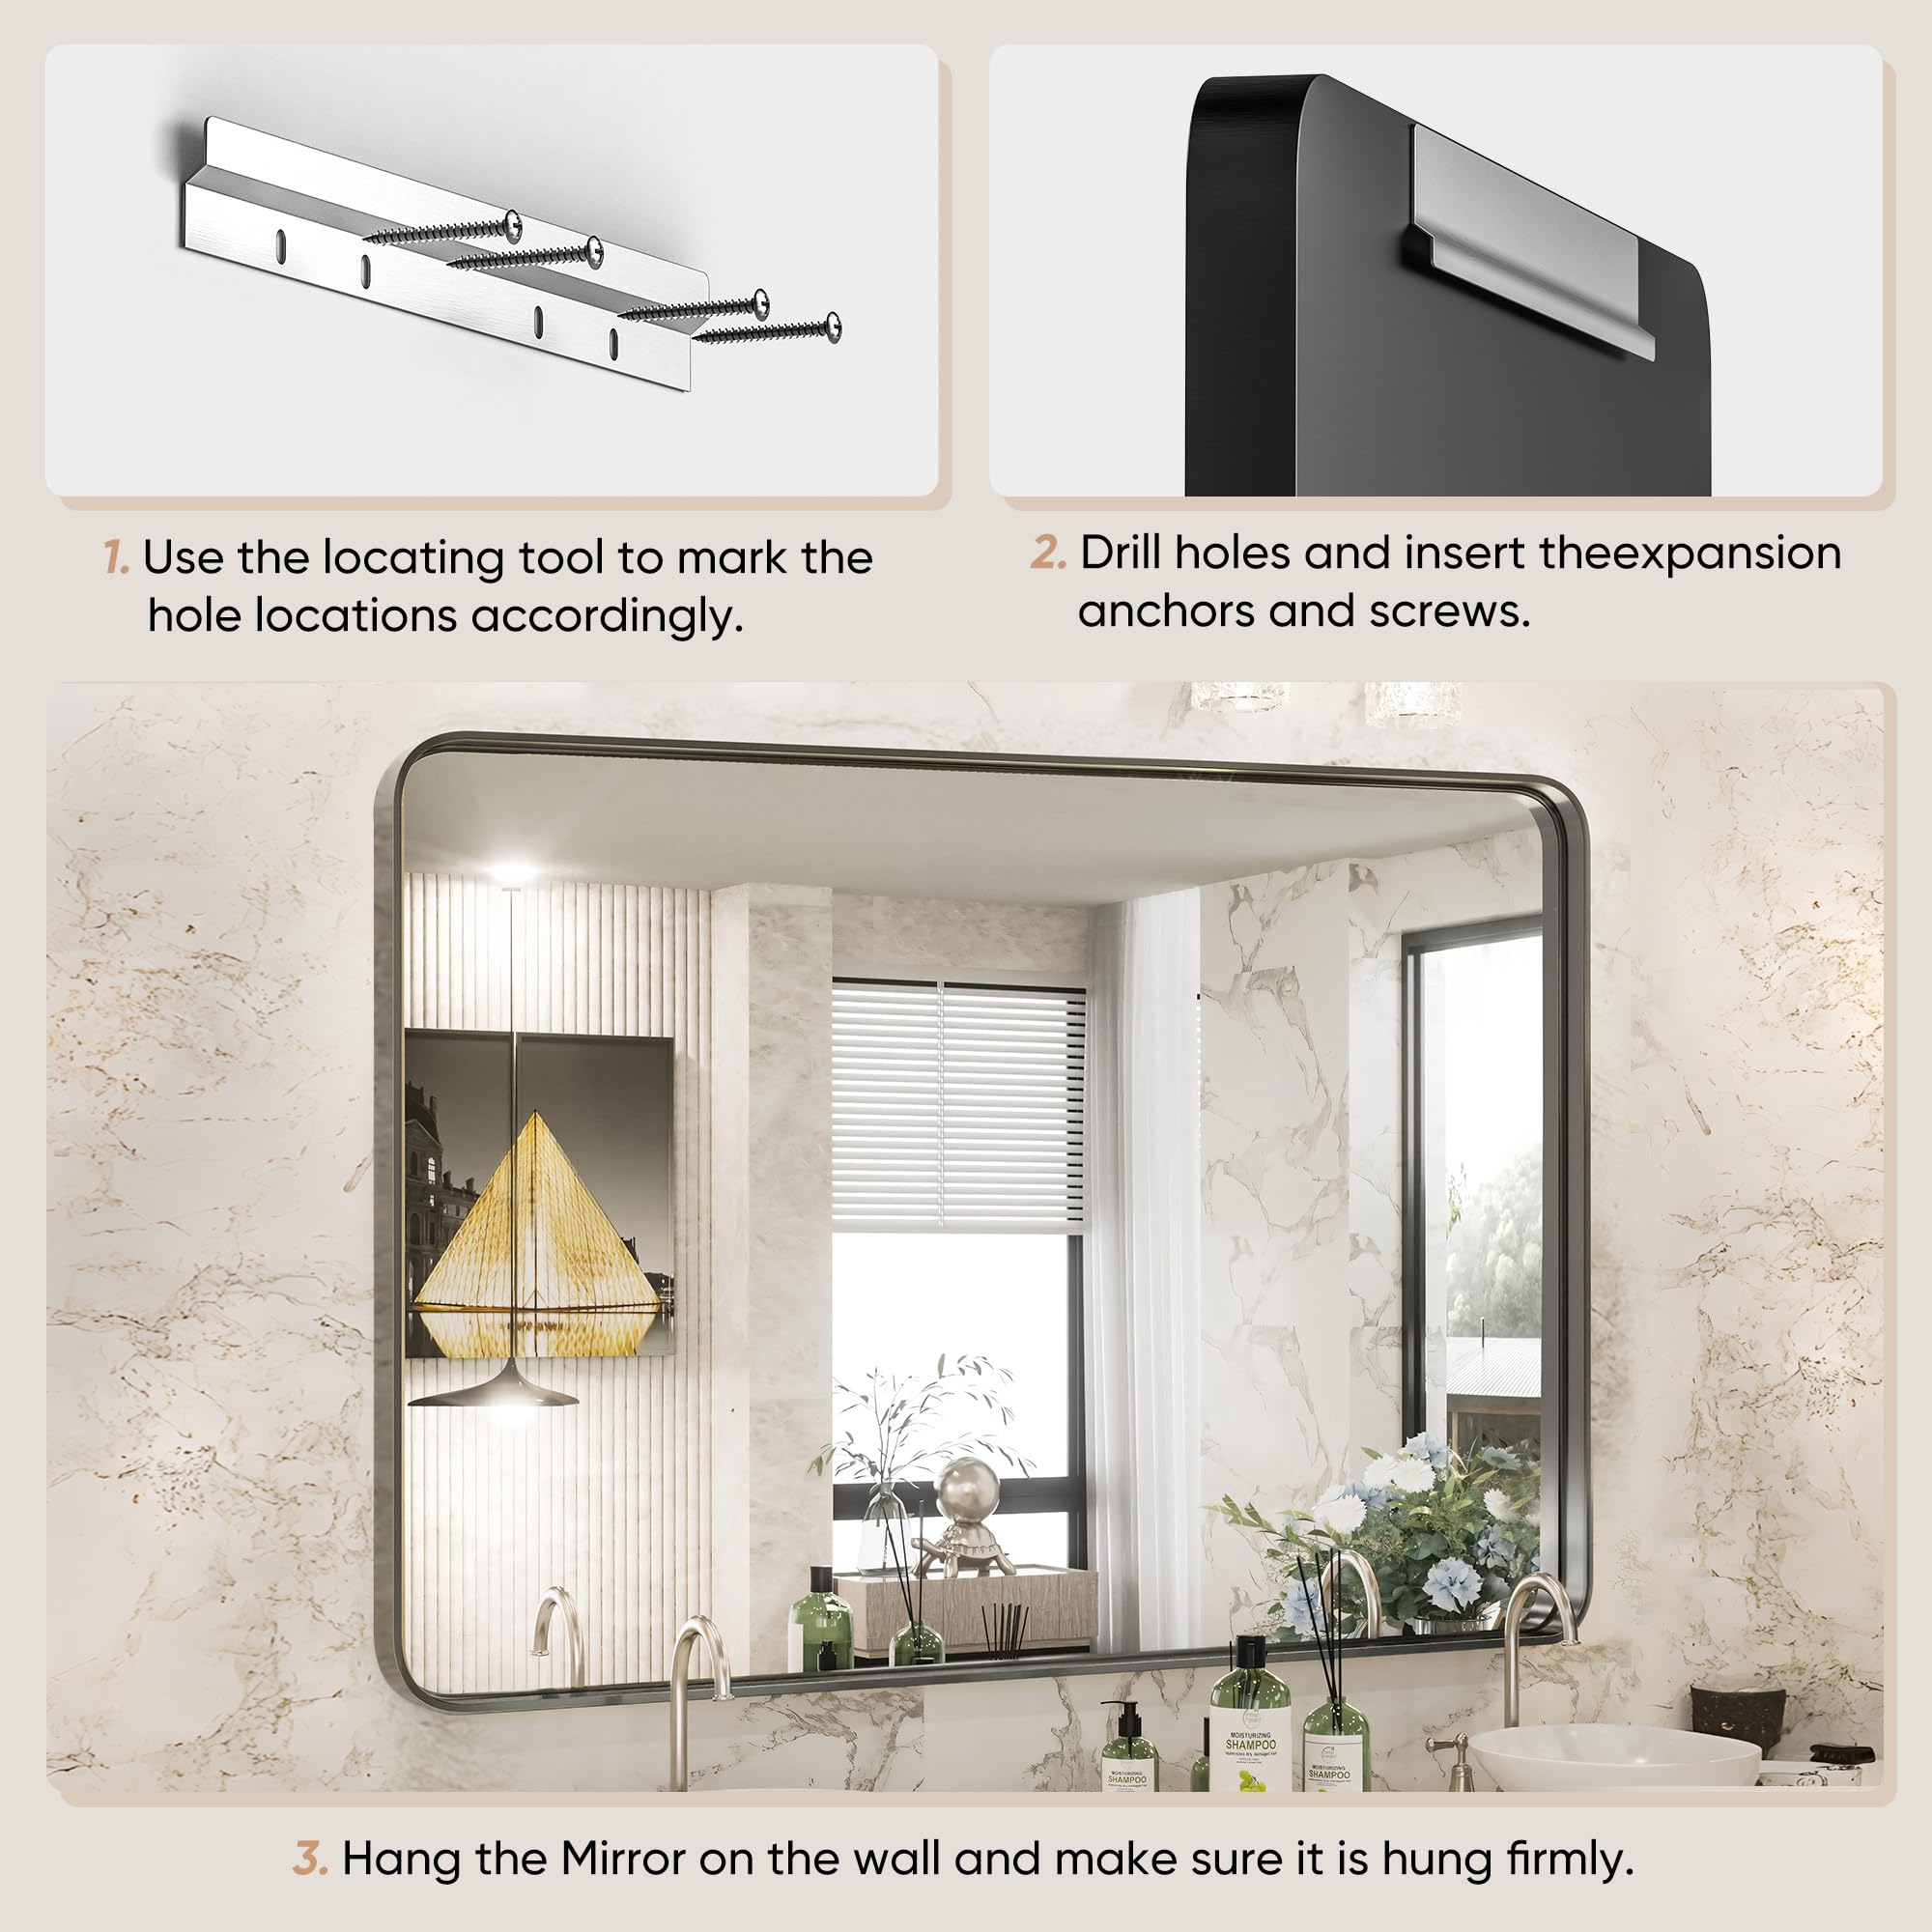 1. Use the locating tool to mark the
hole locations accordingly.
2. Drill holes and insert theexpansion
anchors and screws.
MOISTURIZING
SHAMPOO
MOISTURIZING
SHAMPOO
MOISTURIZING
SHAMPOO
3. Hang the Mirror on the wall and make sure it is hung firmly.